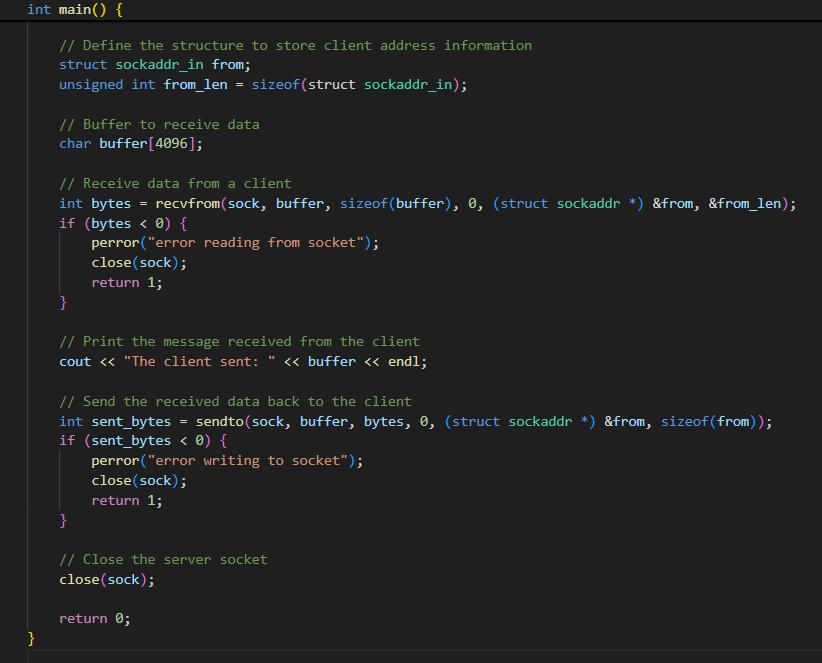 int main() {
// Define the structure to store client address information
struct sockaddr_in from;
unsigned int from_len = sizeof(struct sockaddr_in);
// Buffer to receive data
char buffer[4096];
// Receive data from a client
int bytes = recvfrom(sock, buffer, sizeof(buffer), 0, (struct sockaddr *) &from, &from_len);
if (bytes < 0) {
perror("error reading from socket");
close(sock);
return 1;
}
// Print the message received from the client
cout << "The client sent: " << buffer << endl;
// Send the received data back to the client
int sent_bytes = sendto(sock, buffer, bytes, 0, (struct sockaddr *) &from, sizeof(from));
if (sent_bytes < 0) {
perror("error writing to socket");
close(sock);
return 1;
}
// Close the server socket
close(sock);
return 0;
}